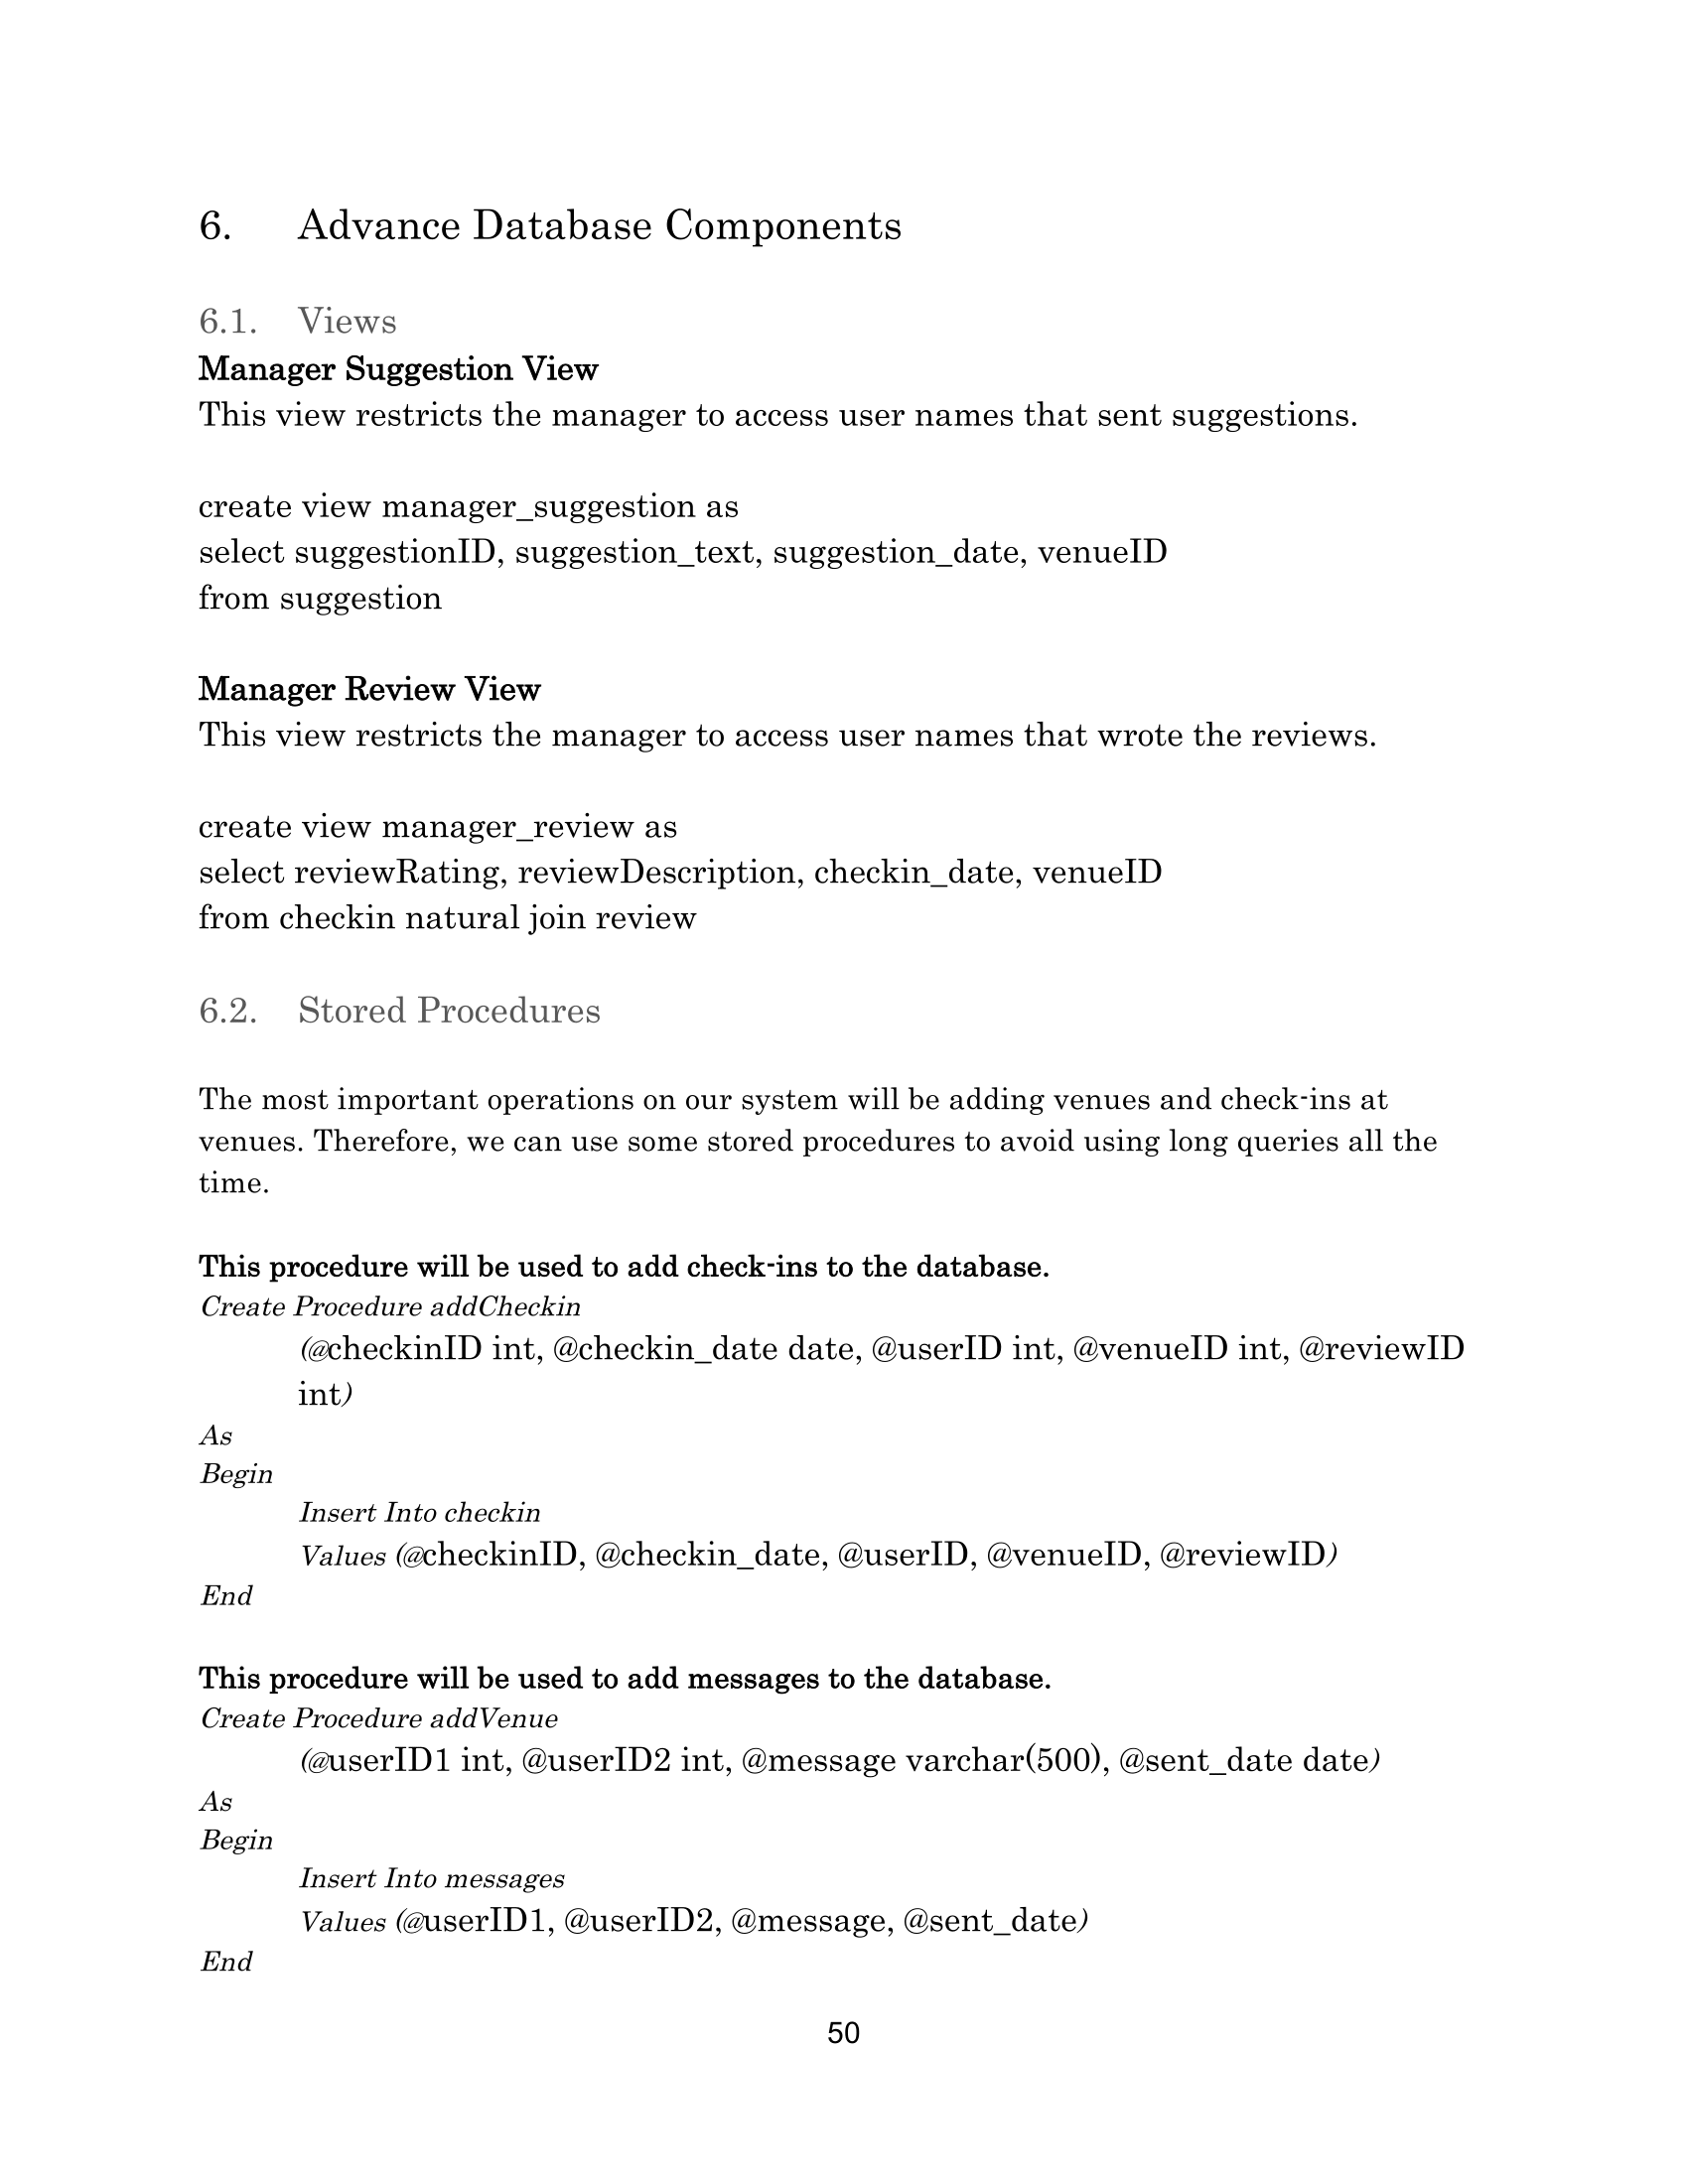 6. Advance Database Components
6.1. Views
Manager Suggestion View
This view restricts the manager to access user names that sent suggestions.
create view manager_suggestion as
select suggestionID, suggestion_text, suggestion_date, venueID
from suggestion
Manager Review View
This view restricts the manager to access user names that wrote the reviews.
create view manager_review as
select reviewRating, reviewDescription, checkin_date, venueID
from checkin natural join review
6.2. Stored Procedures
The most important operations on our system will be adding venues and check-ins at
venues. Therefore, we can use some stored procedures to avoid using long queries all the
time.
This procedure will be used to add check-ins to the database.
Create Procedure addCheckin
(@checkinID int, @checkin_date date, @userID int, @venueID int, @reviewID
int)
As
Begin
Insert Into checkin
Values (@checkinID, @checkin_date, @userID, @venueID, @reviewID)
End
This procedure will be used to add messages to the database.
Create Procedure addVenue
(@userID1 int, @userID2 int, @message varchar(500), @sent_date date)
As
Begin
Insert Into messages
Values (@userID1, @userID2, @message, @sent_date)
End
50